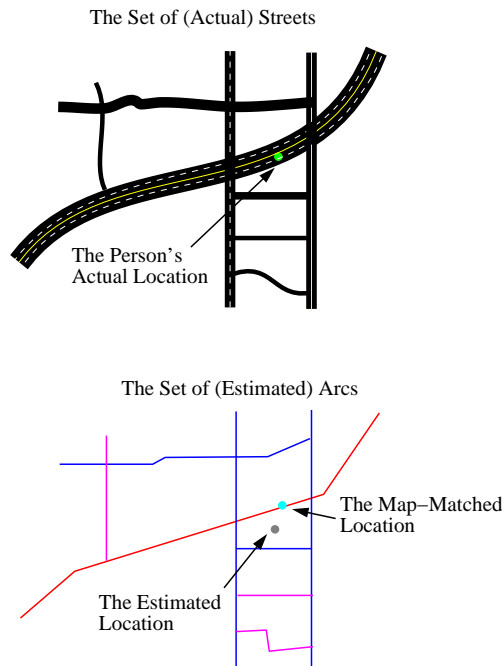 The Set of (Actual) Streets
The Person's
Actual Location
The Set of (Estimated) Arcs
The Map−Matched
Location
The Estimated
Location